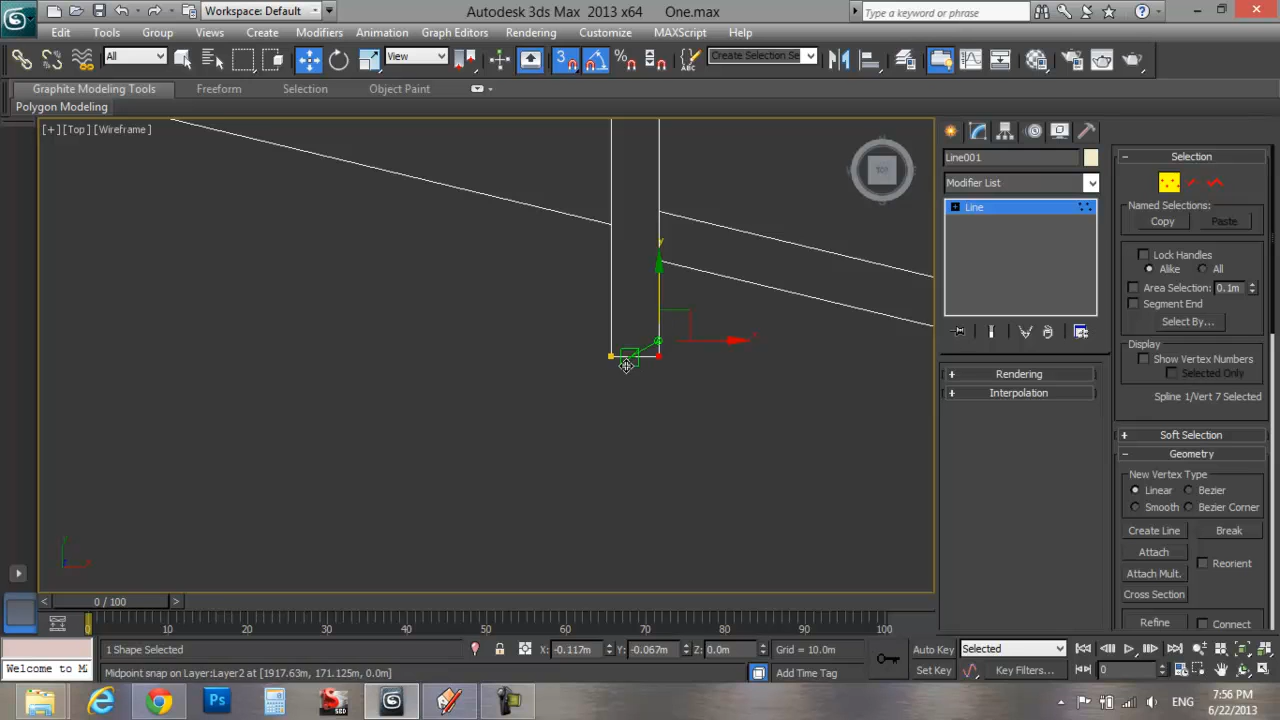 Workspace: Default
Autodesk 3ds Max 2013 x64 One.max
Type a keyword or phrase
Edit Tools Group Views Create Modifiers Animation Graph Editors Rendering Customize MAXScript Help
All
View
3
Create Selection Se
Graphite Modeling Tools Freeform Selection Object Paint
Polygon Modeling
[+] [Top] [Wireframe]
TOP
y
x
Line001
Modifier List
Line
Rendering
Interpolation
Selection
Named Selections:
Copy Paste
Lock Handles
Alike All
Area Selection: 0.1m
Segment End
Select By...
Display
Show Vertex Numbers
Selected Only
Spline 1/Vert 7 Selected
Soft Selection
Geometry
New Vertex Type
Linear Bezier
Smooth Bezier Corner
Create Line Break
Attach
Reorient
Attach Mult.
Cross Section
Refine Connect
0 / 100
0 10 20 30 40 50 60 70 80 90 100
1 Shape Selected X: -0.117m Y: -0.067m Z: 0.0m Grid = 10.0m Auto Key Selected
Welcome to M Midpoint snap on Layer:Layer2 at [1917.63m, 171.125m, 0.0m] Add Time Tag Set Key Key Filters... 0
Ps
ENG
7:56 PM
6/22/2013